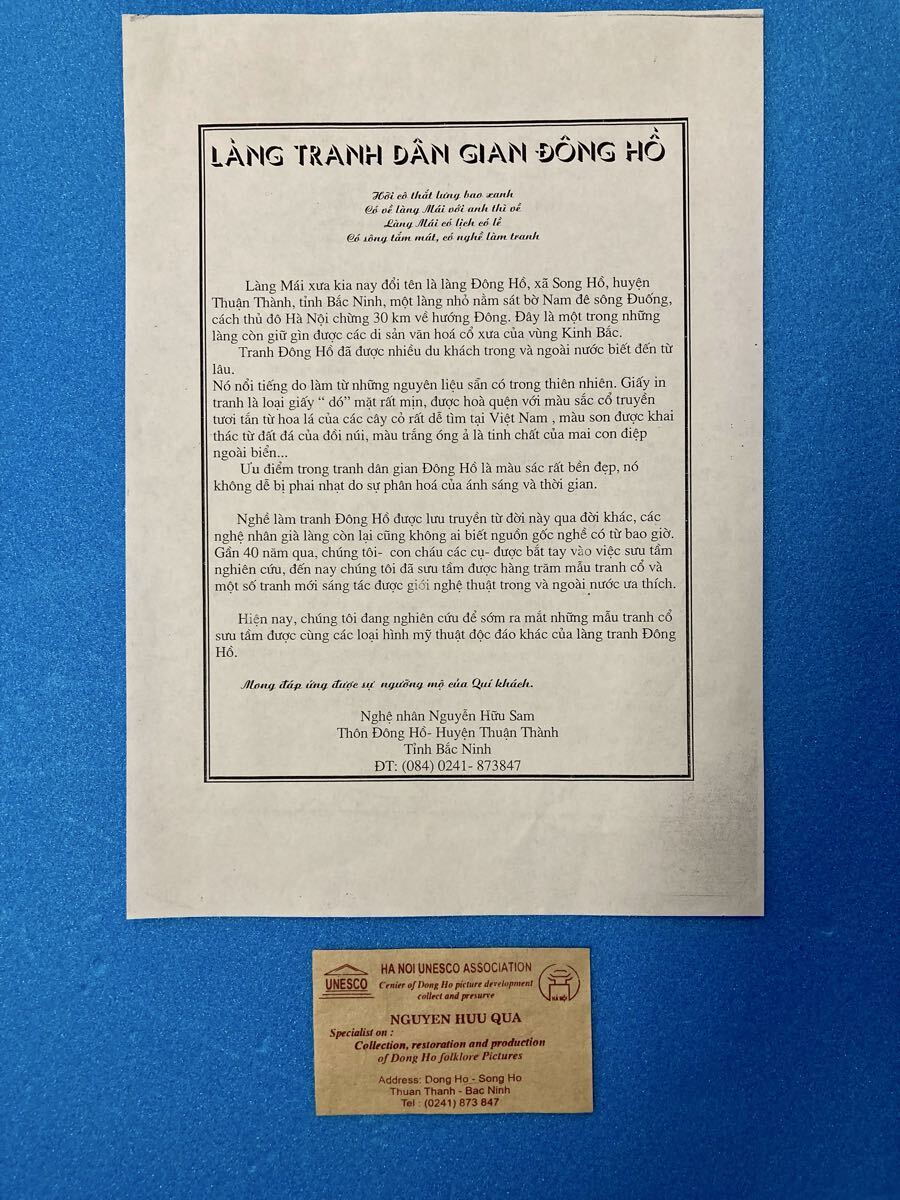 LÀNG TRANH DÂN GIAN ĐÔNG HỒ
Hỡi cô thắt lưng bao xanh
Có về làng Mái với anh thì về
Làng Mái có lịch có lề
Có sông tắm mát, có nghề làm tranh
Làng Mái xưa kia nay đổi tên là làng Đông Hồ, xã Song Hồ, huyện
Thuận Thành, tỉnh Bắc Ninh, một làng nhỏ nằm sát bờ Nam đê sông Đuống,
cách thủ đô Hà Nội chừng 30 km về hướng Đông. Đây là một trong những
làng còn giữ gìn được các di sản văn hoá cổ xưa của vùng Kinh Bắc.
Tranh Đông Hồ đã được nhiều du khách trong và ngoài nước biết đến từ
lâu.
Nó nổi tiếng do làm từ những nguyên liệu sẵn có trong thiên nhiên. Giấy in
tranh là loại giấy “ dó” mặt rất mịn, được hoà quện với màu sắc cổ truyền
tươi tắn từ hoa lá của các cây cỏ rất dễ tìm tại Việt Nam , màu son được khai
thác từ đất đá của đồi núi, màu trắng óng ả là tinh chất của mai con điệp
ngoài biển...
Ưu điểm trong tranh dân gian Đông Hồ là màu sác rất bền đẹp, nó
không dễ bị phai nhạt do sự phân hoá của ánh sáng và thời gian.
Nghề làm tranh Đông Hồ được lưu truyền từ đời này qua đời khác, các
nghệ nhân già làng còn lại cũng không ai biết nguồn gốc nghề có từ bao giờ.
Gần 40 năm qua, chúng tôi- con cháu các cụ- được bắt tay vào việc sưu tầm
nghiên cứu, đến nay chúng tôi đã sưu tầm được hàng trăm mẫu tranh cổ và
một số tranh mới sáng tác được giới nghệ thuật trong và ngoài nước ưa thích.
Hiện nay, chúng tôi đang nghiên cứu để sớm ra mắt những mẫu tranh cổ
sưu tầm được cùng các loại hình mỹ thuật độc đáo khác của làng tranh Đông
Hồ.
Mong đáp ứng được sự ngưỡng mộ của Quí khách.
Nghệ nhân Nguyễn Hữu Sam
Thôn Đông Hồ- Huyện Thuận Thành
Tỉnh Bắc Ninh
ĐT: (084) 0241- 873847
UNESCO
HA NOI UNESCO ASSOCIATION
Cenier of Dong Ho picture development
collect and presurve
HÀ NỘI
NGUYEN HUU QUA
Specialist on :
Collection, restoration and production
of Dong Ho folklore Pictures
Address: Dong Ho - Song Ho
Thuan Thanh - Bac Ninh
Tel : (0241) 873 847